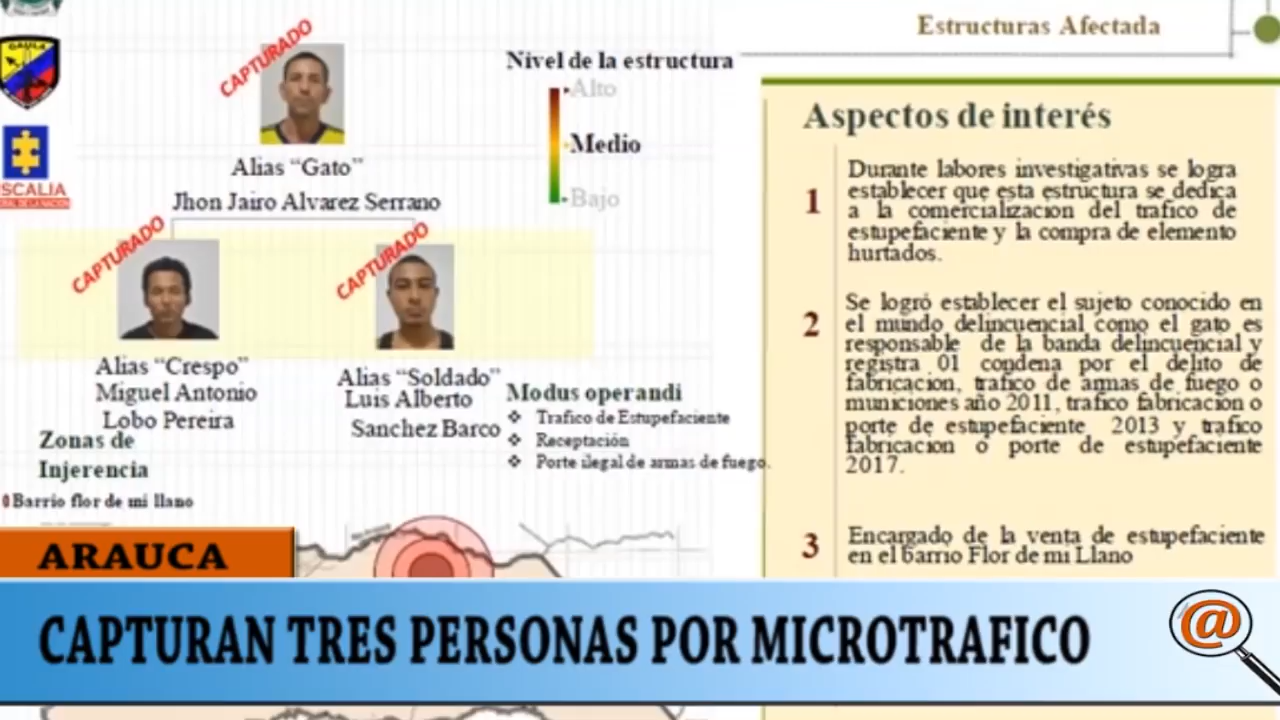 Estructuras Afectada
GAULA
CAPTURADO
Nivel de la estructura
Alto
Medio
Bajo
Alias “Gato”
Jhon Jairo Alvarez Serrano
CAPTURADO
CAPTURADO
Alias “Crespo”
Miguel Antonio
Lobo Pereira
Alias “Soldado”
Luis Alberto
Sanchez Barco
Modus operandi
❖ Trafico de Estupefaciente
❖ Receptación
❖ Porte ilegal de armas de fuego.
Zonas de
Injerencia
Barrio flor de mi llano
Aspectos de interés
1
Durante labores investigativas se logra
establecer que esta estructura se dedica
a la comercialización del trafico de
estupefaciente y la compra de elemento
hurtados.
2
Se logró establecer el sujeto conocido en
el mundo delincuencial como el gato es
responsable de la banda delincuencial y
registra 01 condena por el delito de
fabricacion, trafico de armas de fuego o
municiones año 2011, trafico fabricacion o
porte de estupefaciente 2013 y trafico
fabricacion o porte de estupefaciente
2017.
3
Encargado de la venta de estupefaciente
en el barrio Flor de mi Llano
ARAUCA
CAPTURAN TRES PERSONAS POR MICROTRAFICO
@